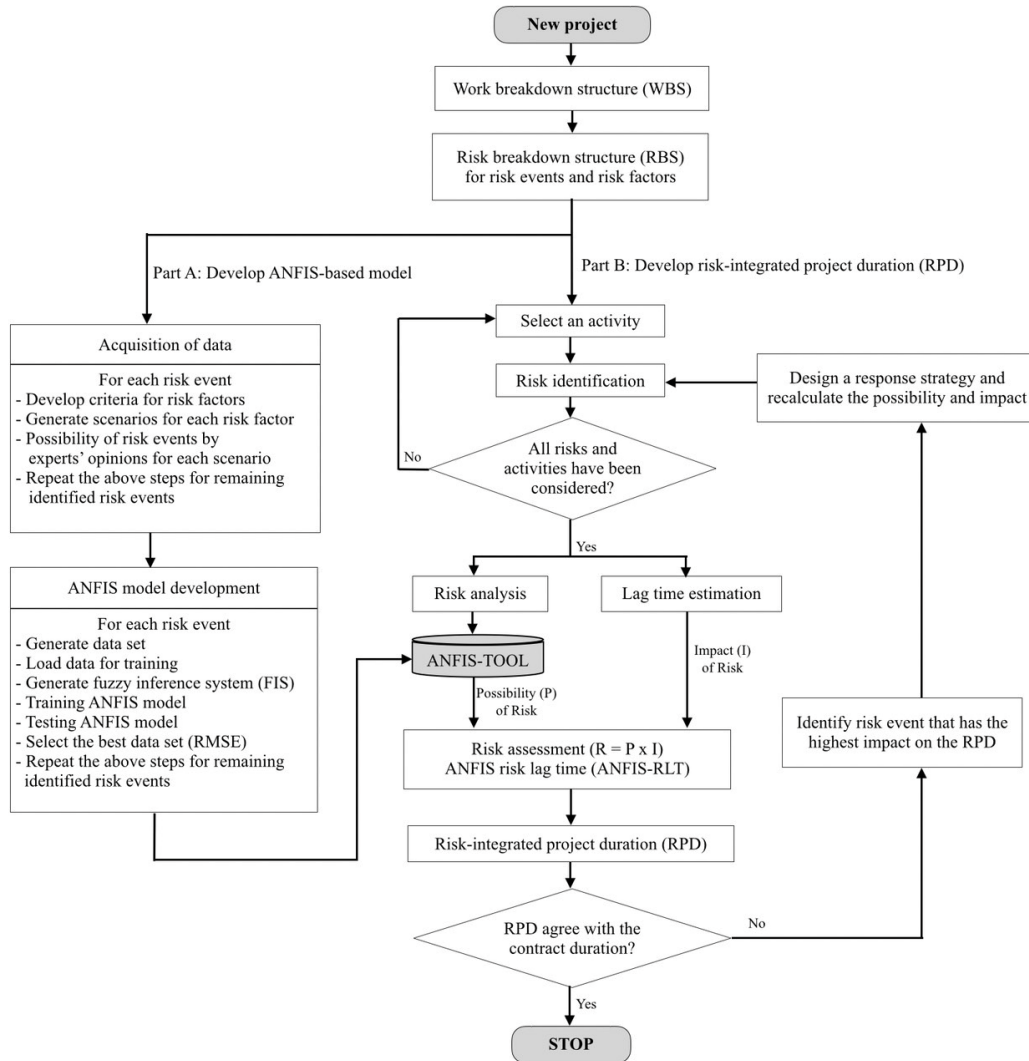 New project
Work breakdown structure (WBS)
Risk breakdown structure (RBS)
for risk events and risk factors
Part A: Develop ANFIS-based model
Part B: Develop risk-integrated project duration (RPD)
Acquisition of data
For each risk event
- Develop criteria for risk factors
- Generate scenarios for each risk factor
- Possibility of risk events by
experts' opinions for each scenario
- Repeat the above steps for remaining
identified risk events
ANFIS model development
For each risk event
- Generate data set
- Load data for training
- Generate fuzzy inference system (FIS)
- Training ANFIS model
- Testing ANFIS model
- Select the best data set (RMSE)
- Repeat the above steps for remaining
identified risk events
Select an activity
Risk identification
No
All risks and
activities have been
considered?
Yes
Risk analysis
Lag time estimation
ANFIS-TOOL
Possibility (P)
of Risk
Impact (I)
of Risk
Risk assessment (R = P x I)
ANFIS risk lag time (ANFIS-RLT)
Risk-integrated project duration (RPD)
RPD agree with the
contract duration?
No
Yes
STOP
Identify risk event that has the
highest impact on the RPD
Design a response strategy and
recalculate the possibility and impact